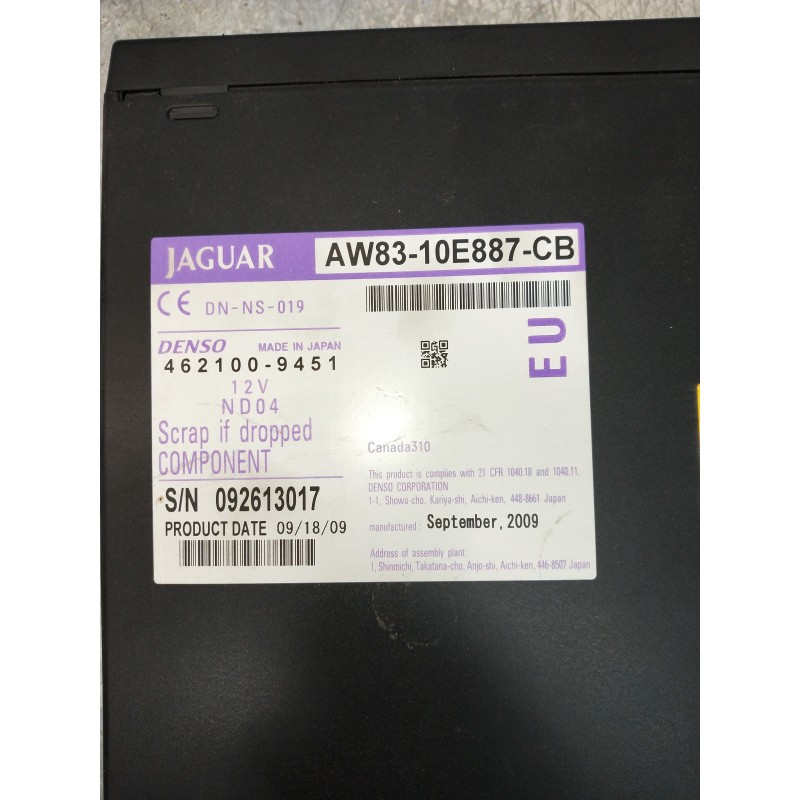 JAGUAR AW83-10E887-CB
CE DN-NS-019
EU
DENSO MADE IN JAPAN
462100-9451
12V
ND04
Scrap if dropped
COMPONENT
S/N 092613017
PRODUCT DATE 09/18/09
Canada310
This product is complies with 21 CFR 1040.10 and 1040.11.
DENSO CORPORATION
1-1, Showa-cho, Kariya-shi, Aichi-ken, 448-8661 Japan
manufactured: September, 2009
Address of assembly plant:
1, Shinmichi, Takatana-cho, Anjo-shi, Aichi-ken, 446-8507 Japan